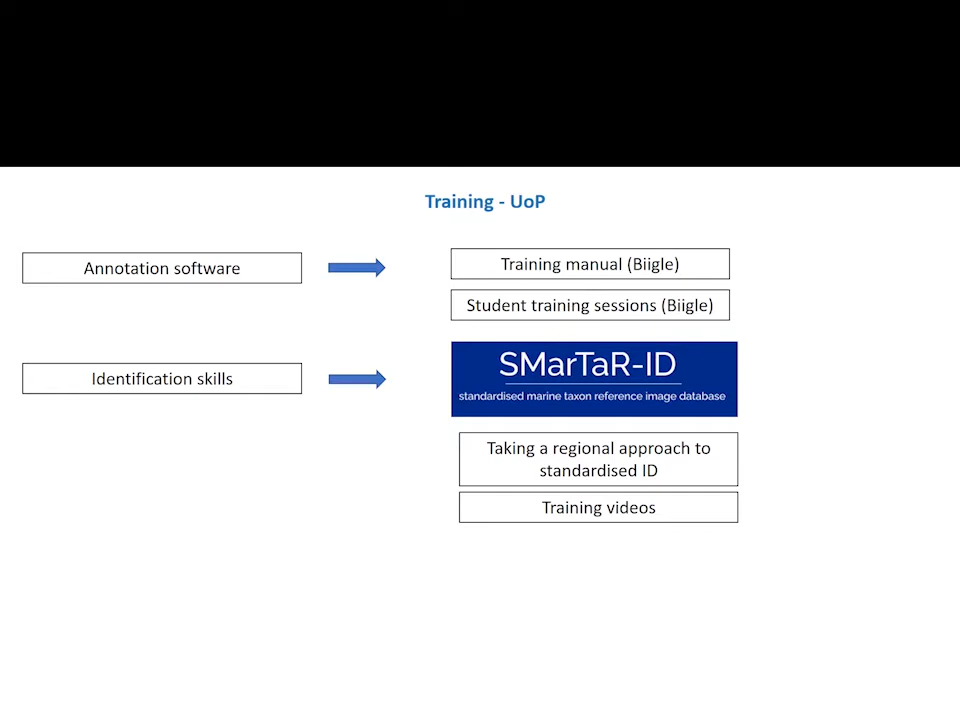 Training - UoP
Annotation software
Training manual (Biigle)
Student training sessions (Biigle)
Identification skills
SMarTaR-ID
standardised marine taxon reference image database
Taking a regional approach to
standardised ID
Training videos